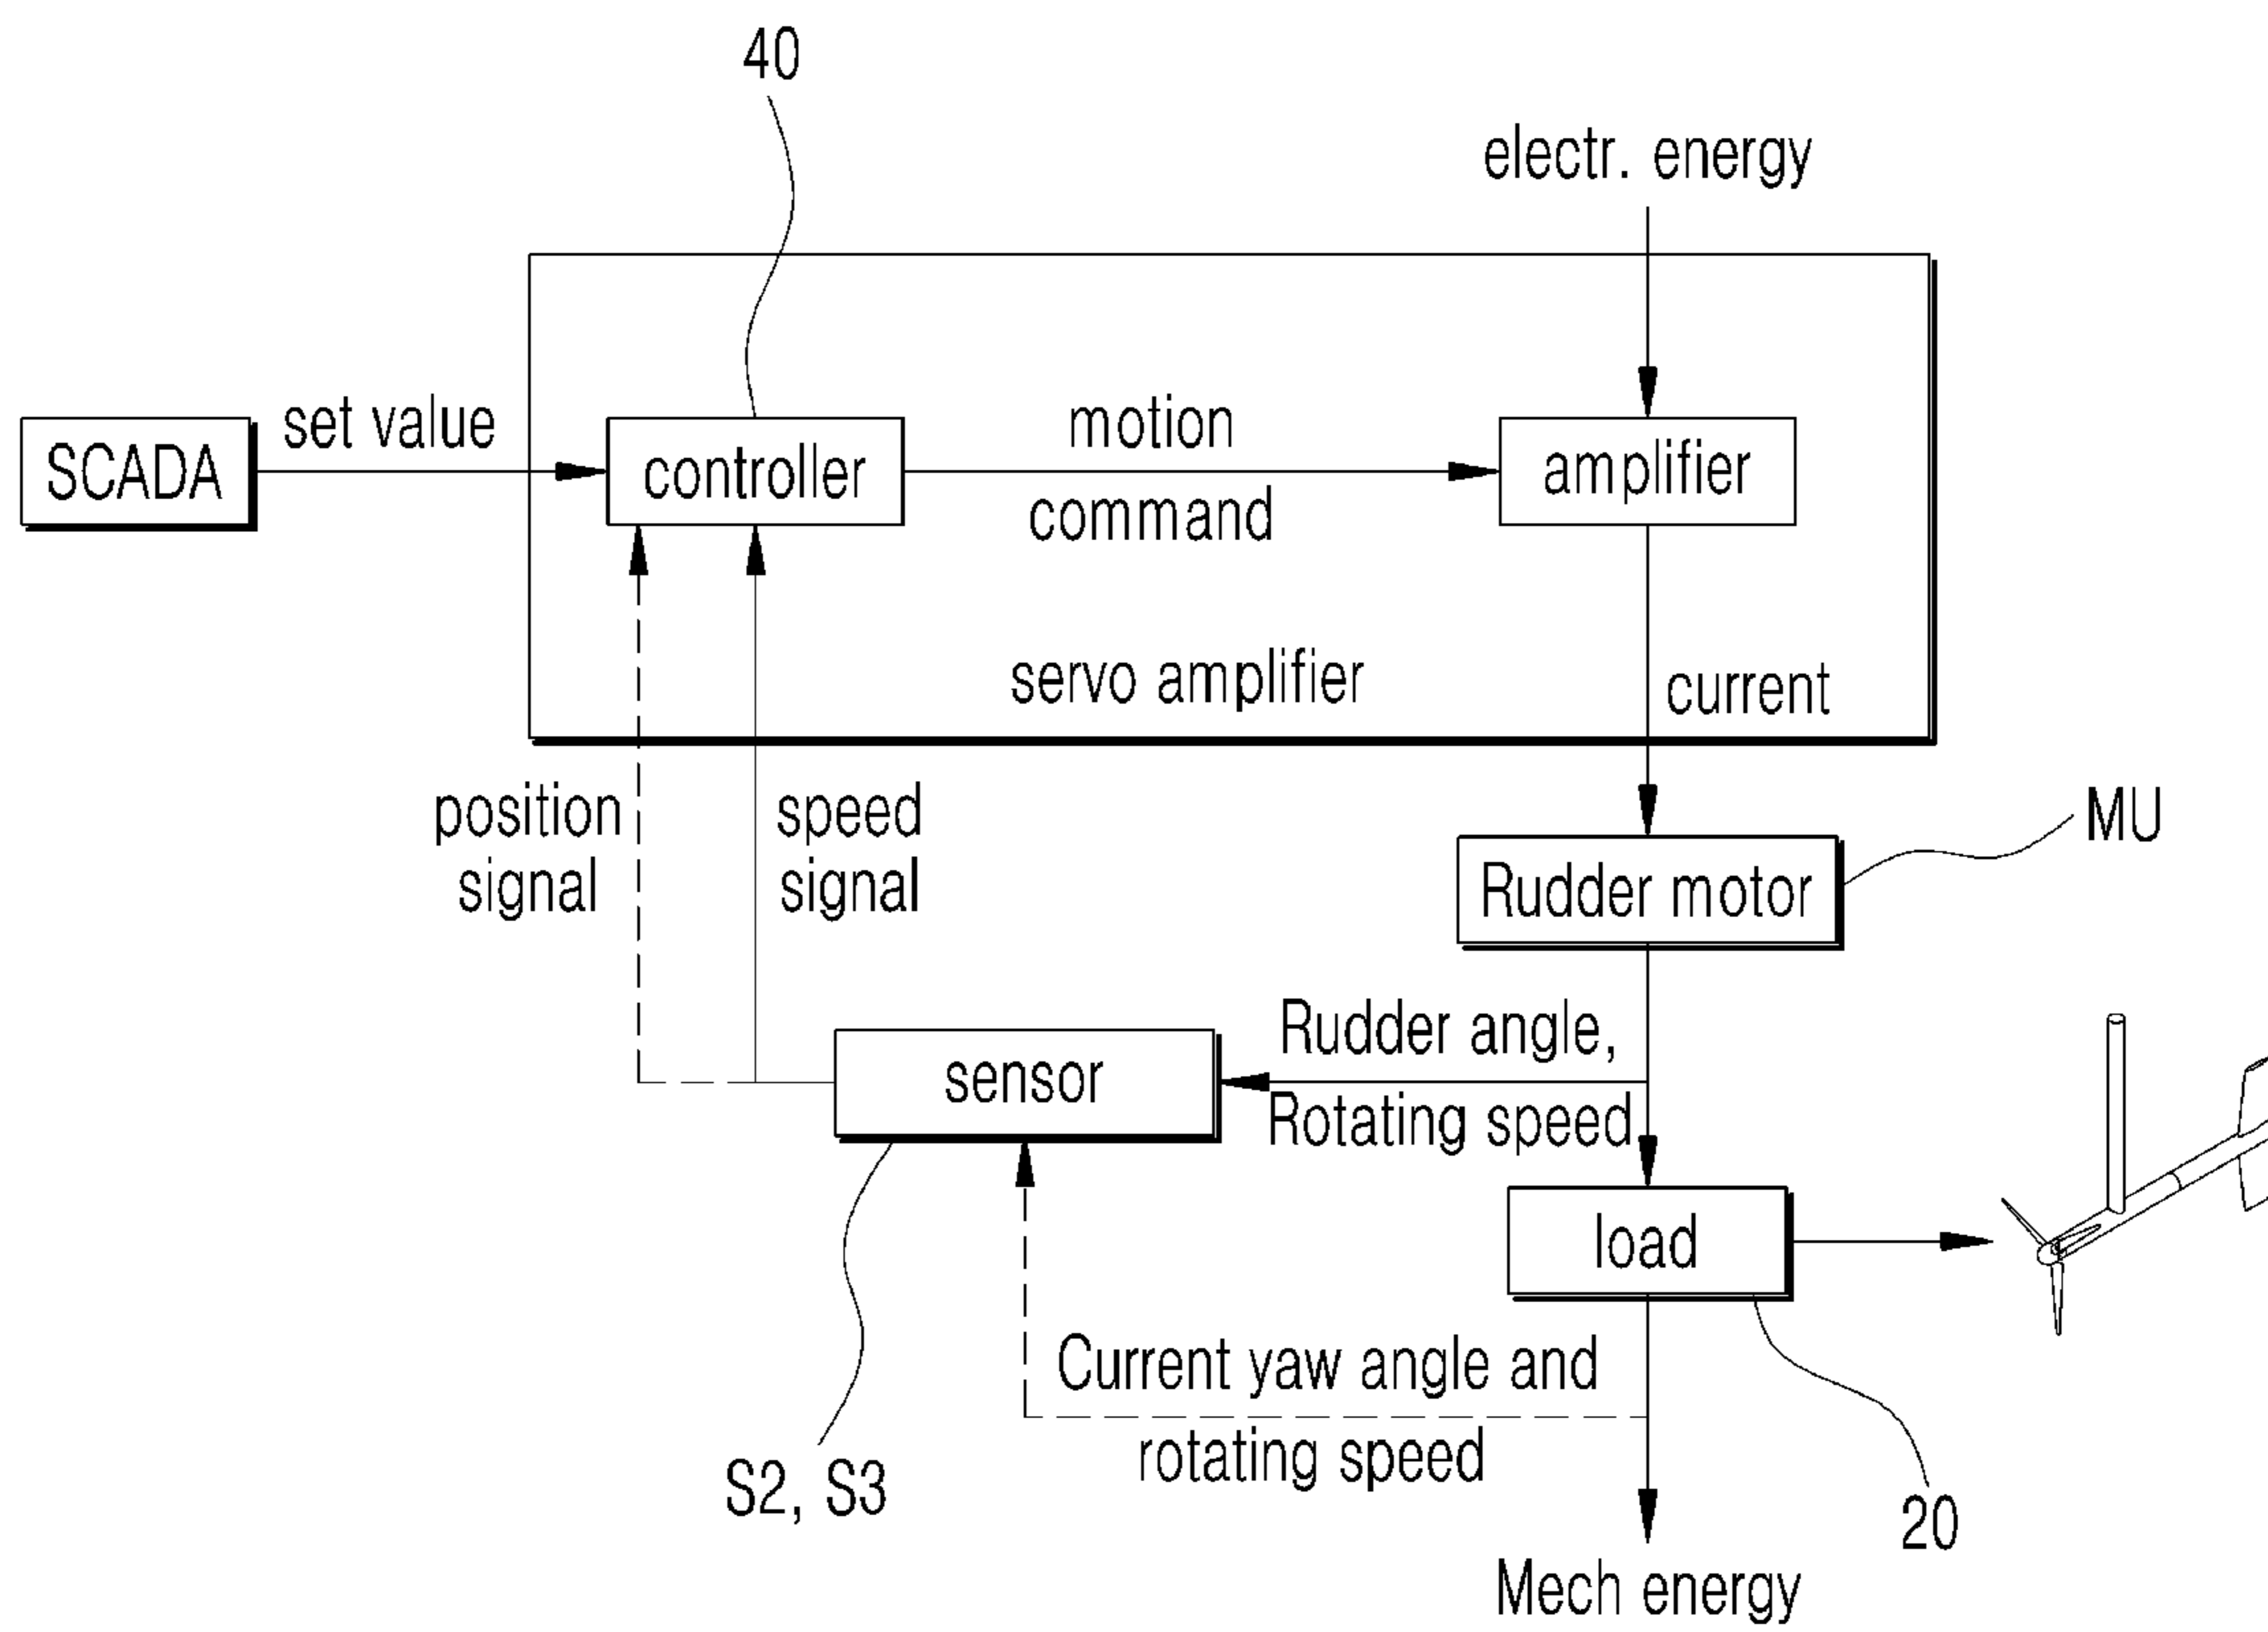 40
electr. energy
SCADA
set value
controller
motion
command
amplifier
servo amplifier
current
position
signal
speed
signal
MU
Rudder motor
Rudder angle,
Rotating speed
sensor
load
Current yaw angle and
rotating speed
S2, S3
20
Mech energy